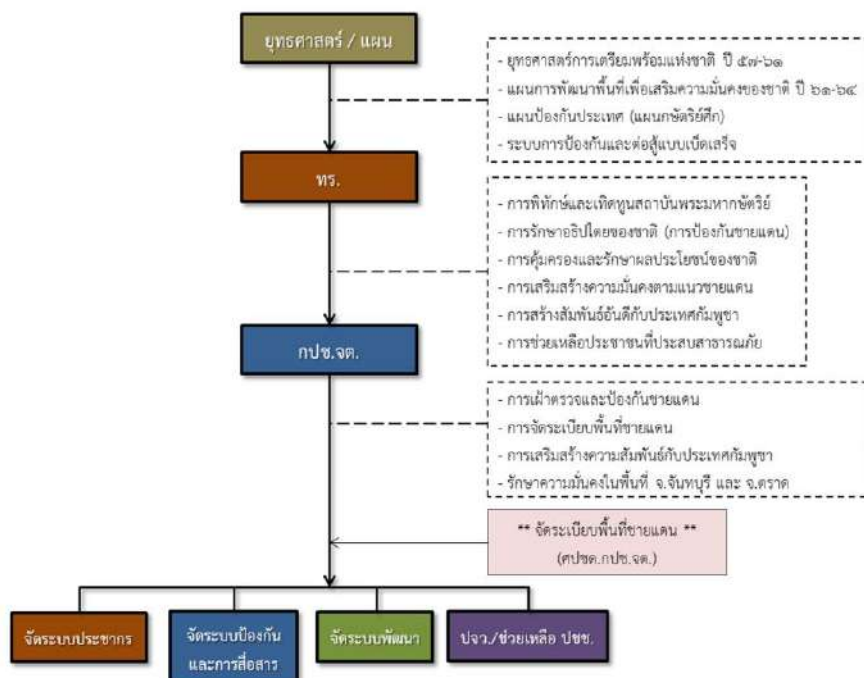 ยุทธศาสตร์ / แผน
- ยุทธศาสตร์การเตรียมพร้อมแห่งชาติ ปี ๕๗-๖๑
- แผนการพัฒนาพื้นที่เพื่อเสริมความมั่นคงของชาติ ปี ๖๑-๖๔
- แผนป้องกันประเทศ (แผนกษัตริย์ศึก)
- ระบบการป้องกันและต่อสู้แบบเบ็ดเสร็จ
ทร.
- การพิทักษ์และเทิดทูนสถาบันพระมหากษัตริย์
- การรักษาอธิปไตยของชาติ (การป้องกันชายแดน)
- การคุ้มครองและรักษาผลประโยชน์ของชาติ
- การเสริมสร้างความมั่นคงตามแนวชายแดน
- การสร้างสัมพันธ์อันดีกับประเทศกัมพูชา
- การช่วยเหลือประชาชนที่ประสบสาธารณภัย
กปช.จต.
- การเฝ้าตรวจและป้องกันชายแดน
- การจัดระเบียบพื้นที่ชายแดน
- การเสริมสร้างความสัมพันธ์กับประเทศกัมพูชา
- รักษาความมั่นคงในพื้นที่ จ.จันทบุรี และ จ.ตราด
** จัดระเบียบพื้นที่ชายแดน **
(ศปชด.กปช.จต.)
จัดระบบประชากร
จัดระบบป้องกัน
และการสื่อสาร
จัดระบบพัฒนา
ปจว./ช่วยเหลือ ปชช.